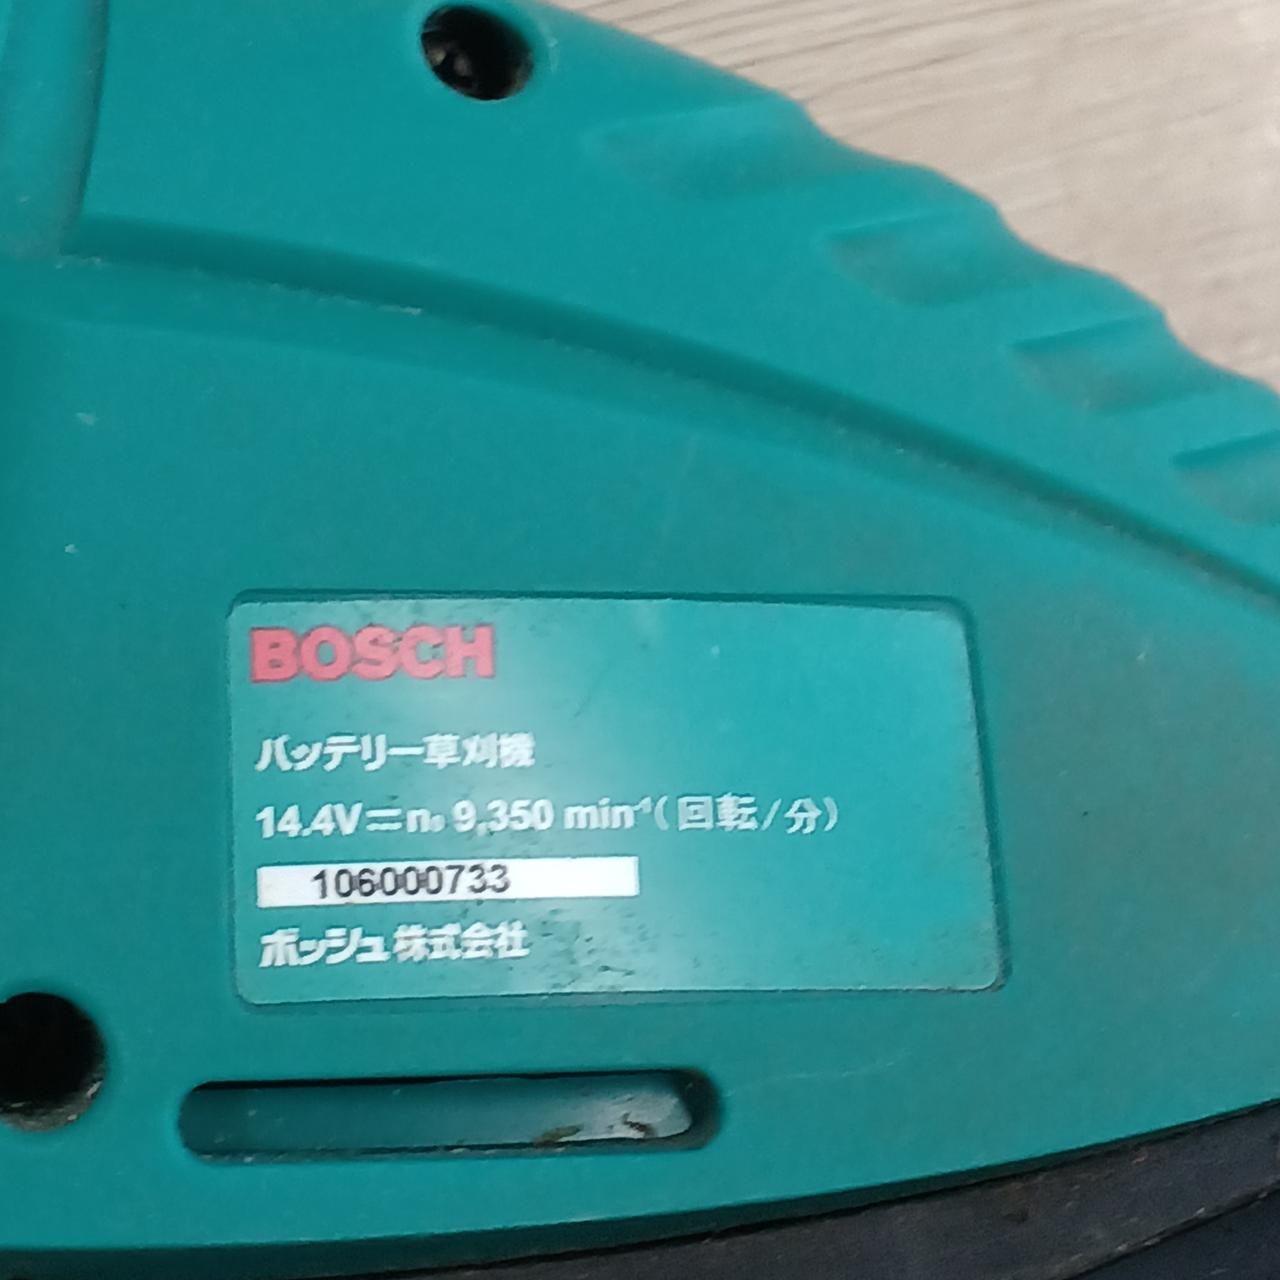 BOSCH
バッテリー草刈機
14.4V⎓n₀ 9,350 min⁻¹(回転/分)
106000733
ボッシュ株式会社